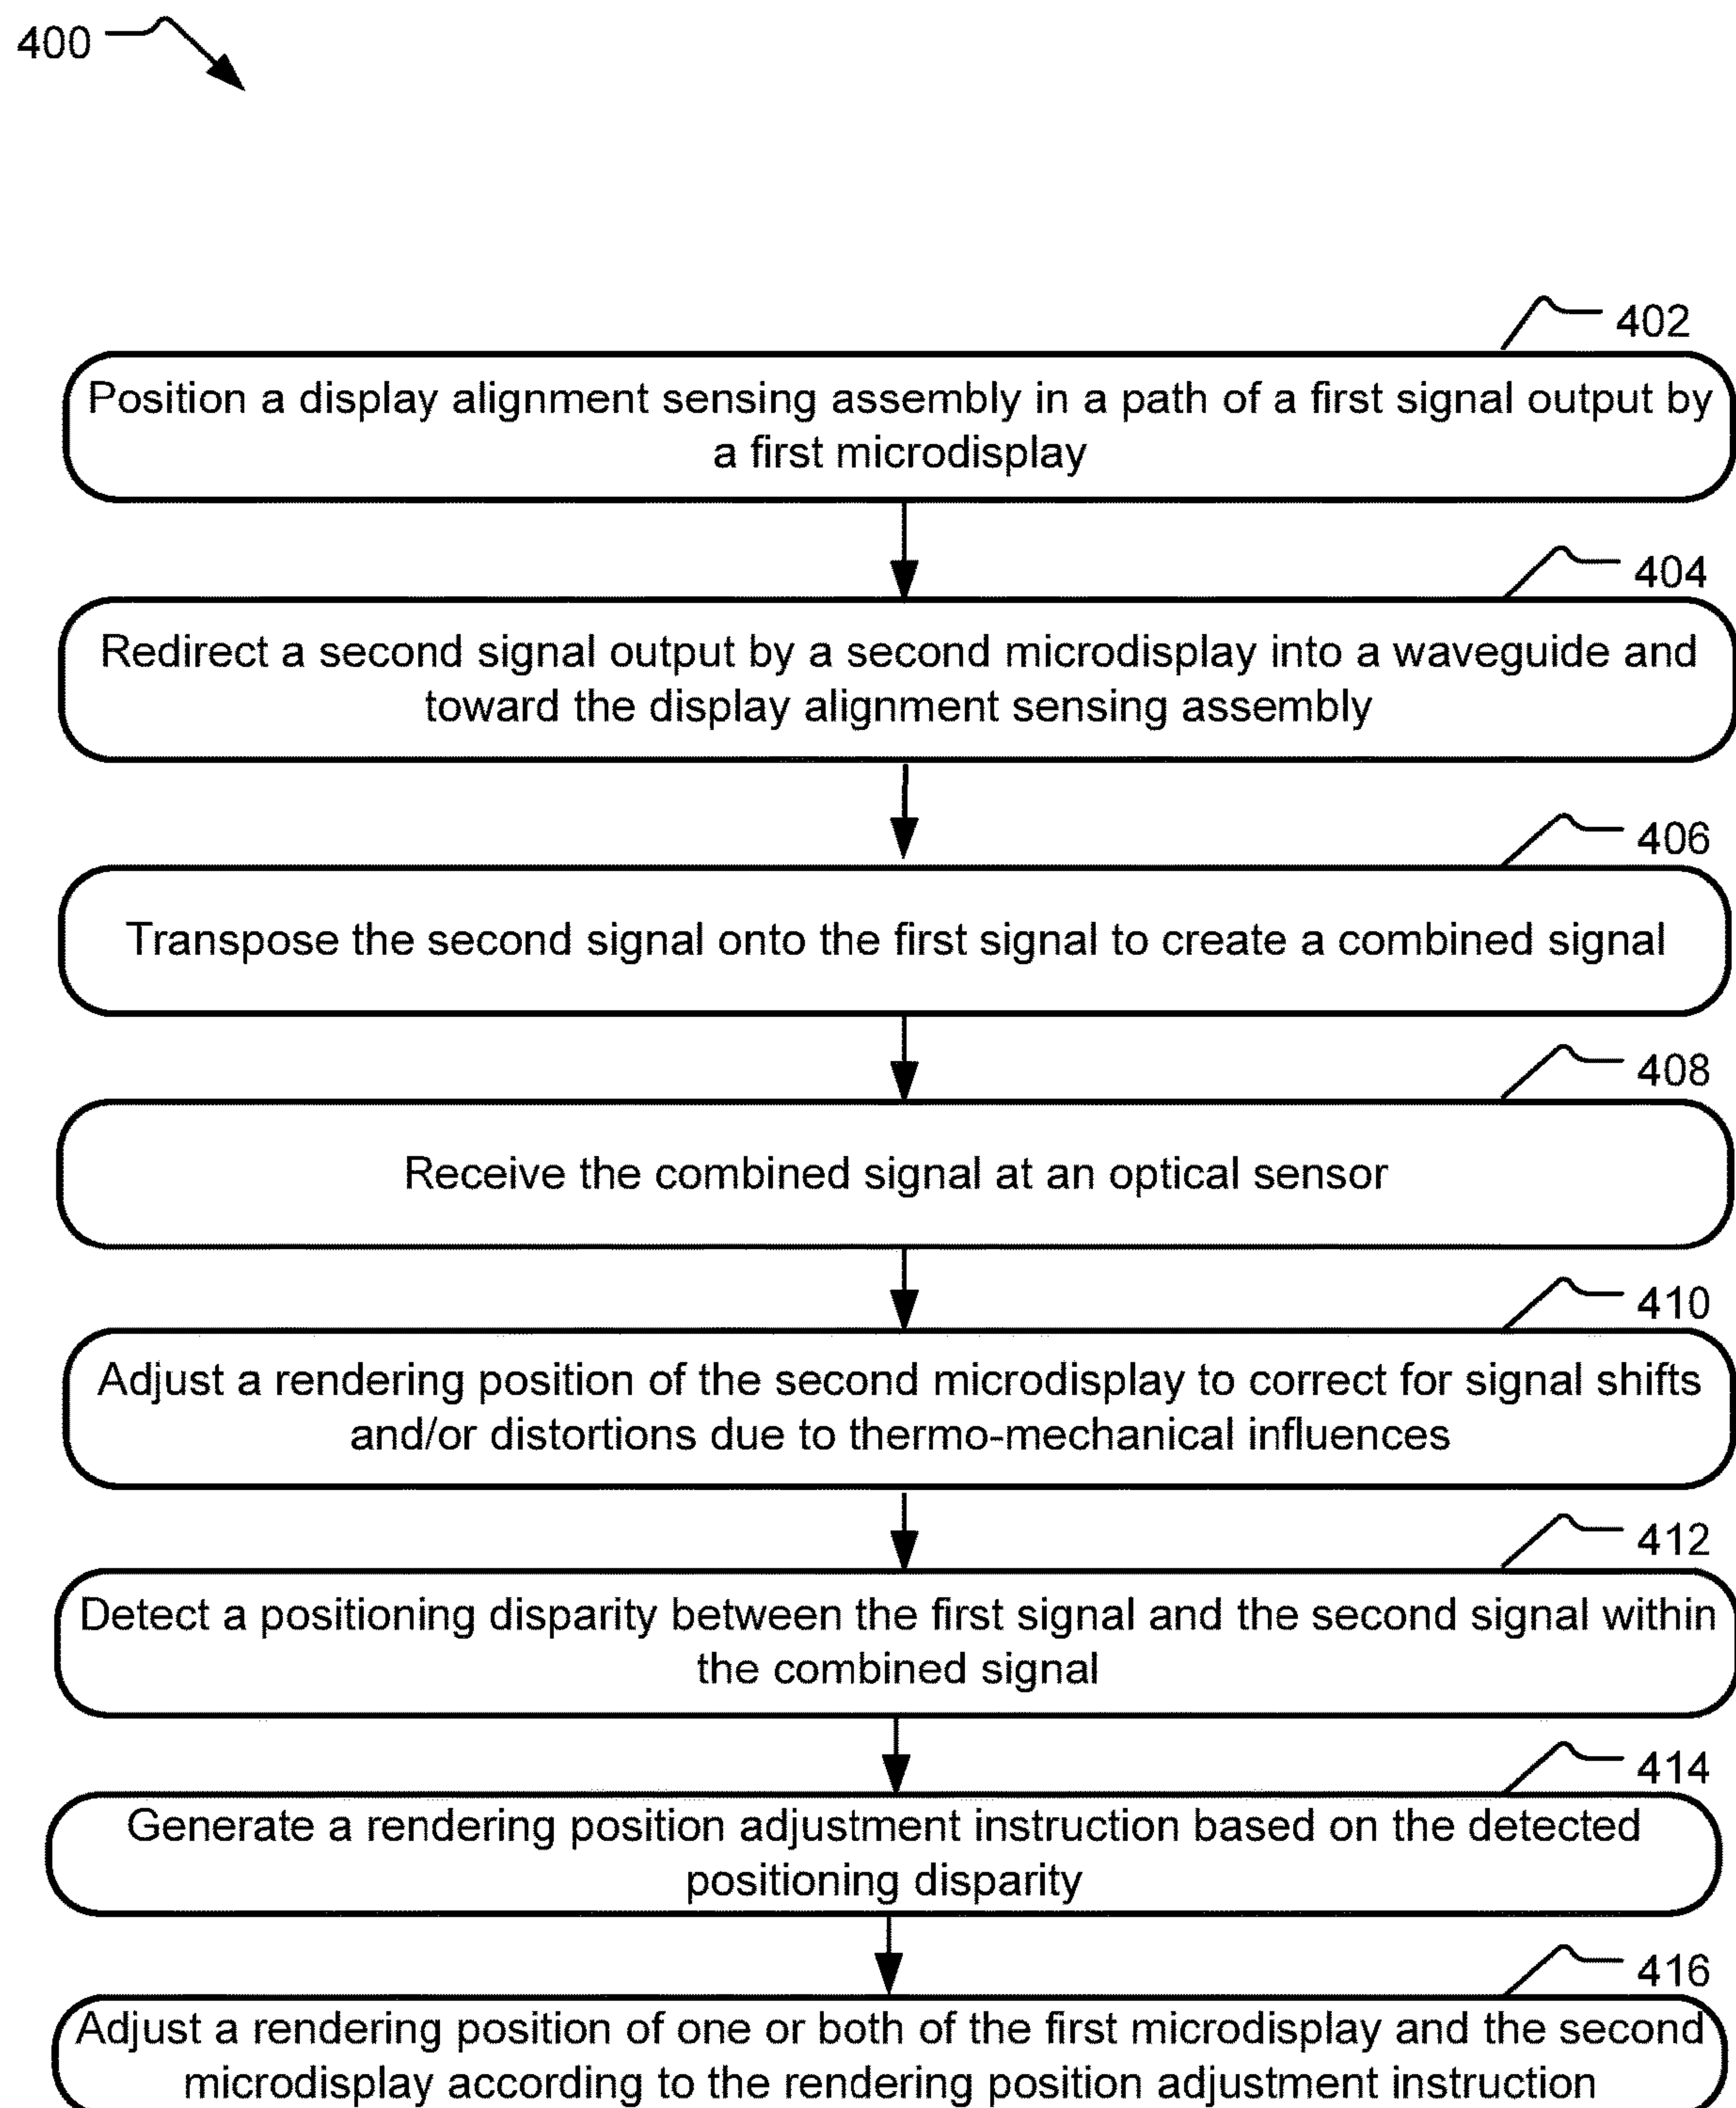 400
402
Position a display alignment sensing assembly in a path of a first signal output by
a first microdisplay
404
Redirect a second signal output by a second microdisplay into a waveguide and
toward the display alignment sensing assembly
406
Transpose the second signal onto the first signal to create a combined signal
408
Receive the combined signal at an optical sensor
410
Adjust a rendering position of the second microdisplay to correct for signal shifts
and/or distortions due to thermo-mechanical influences
412
Detect a positioning disparity between the first signal and the second signal within
the combined signal
414
Generate a rendering position adjustment instruction based on the detected
positioning disparity
416
Adjust a rendering position of one or both of the first microdisplay and the second
microdisplay according to the rendering position adjustment instruction